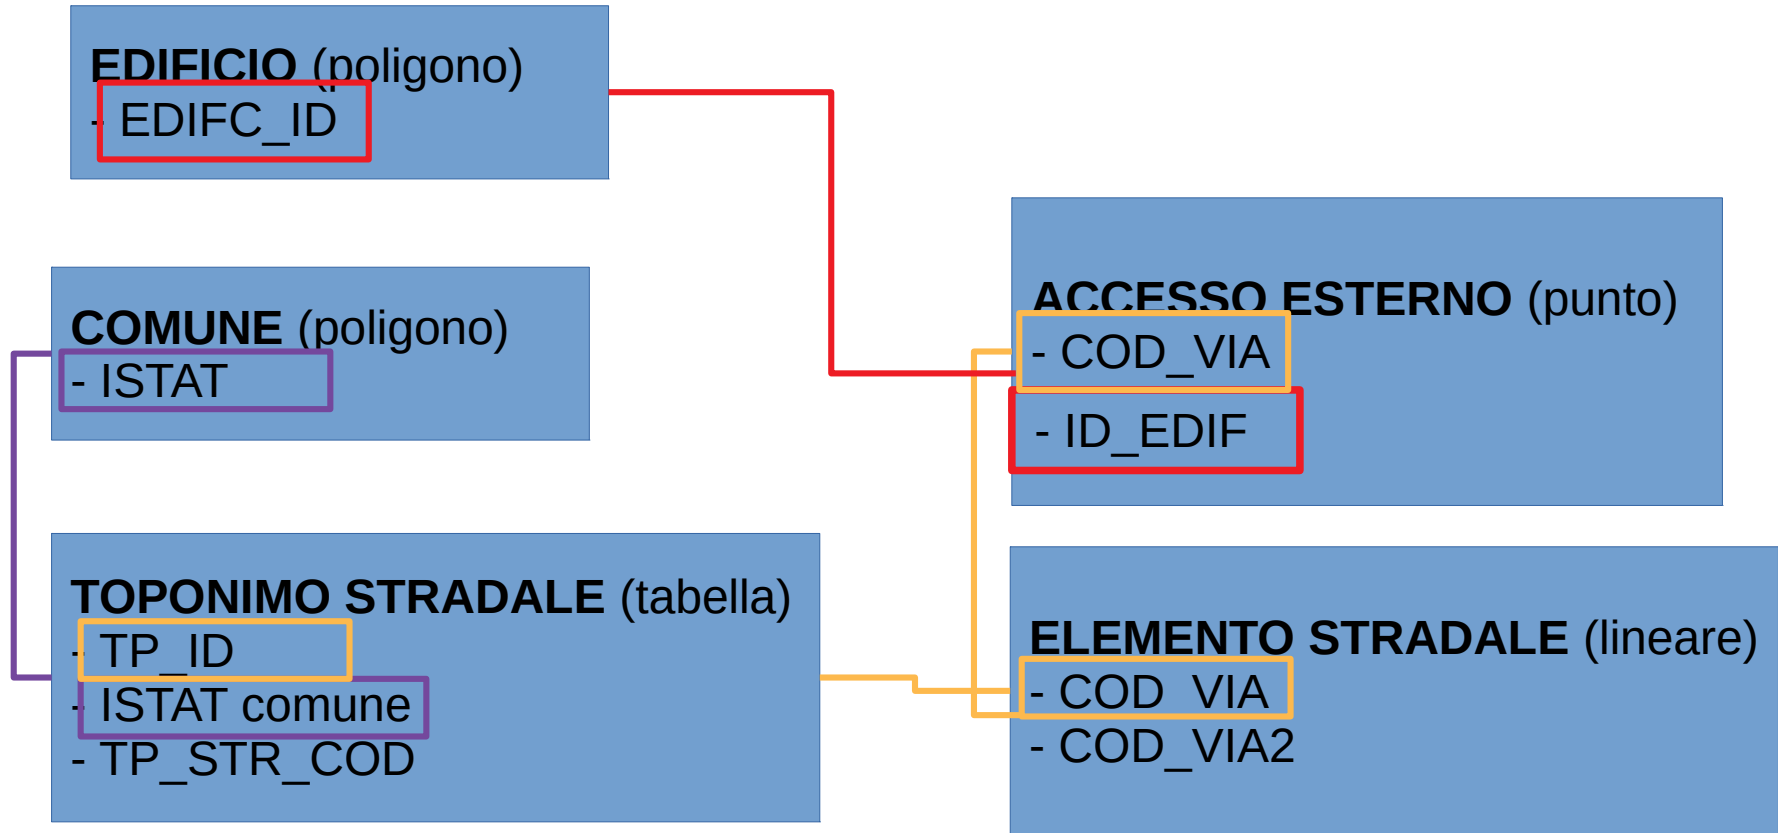 EDIFICIO (poligono)
- EDIFC_ID
COMUNE (poligono)
- ISTAT
TOPONIMO STRADALE (tabella)
- TP_ID
- ISTAT comune
- TP_STR_COD
ACCESSO ESTERNO (punto)
- COD_VIA
- ID_EDIF
ELEMENTO STRADALE (lineare)
- COD_VIA
- COD_VIA2